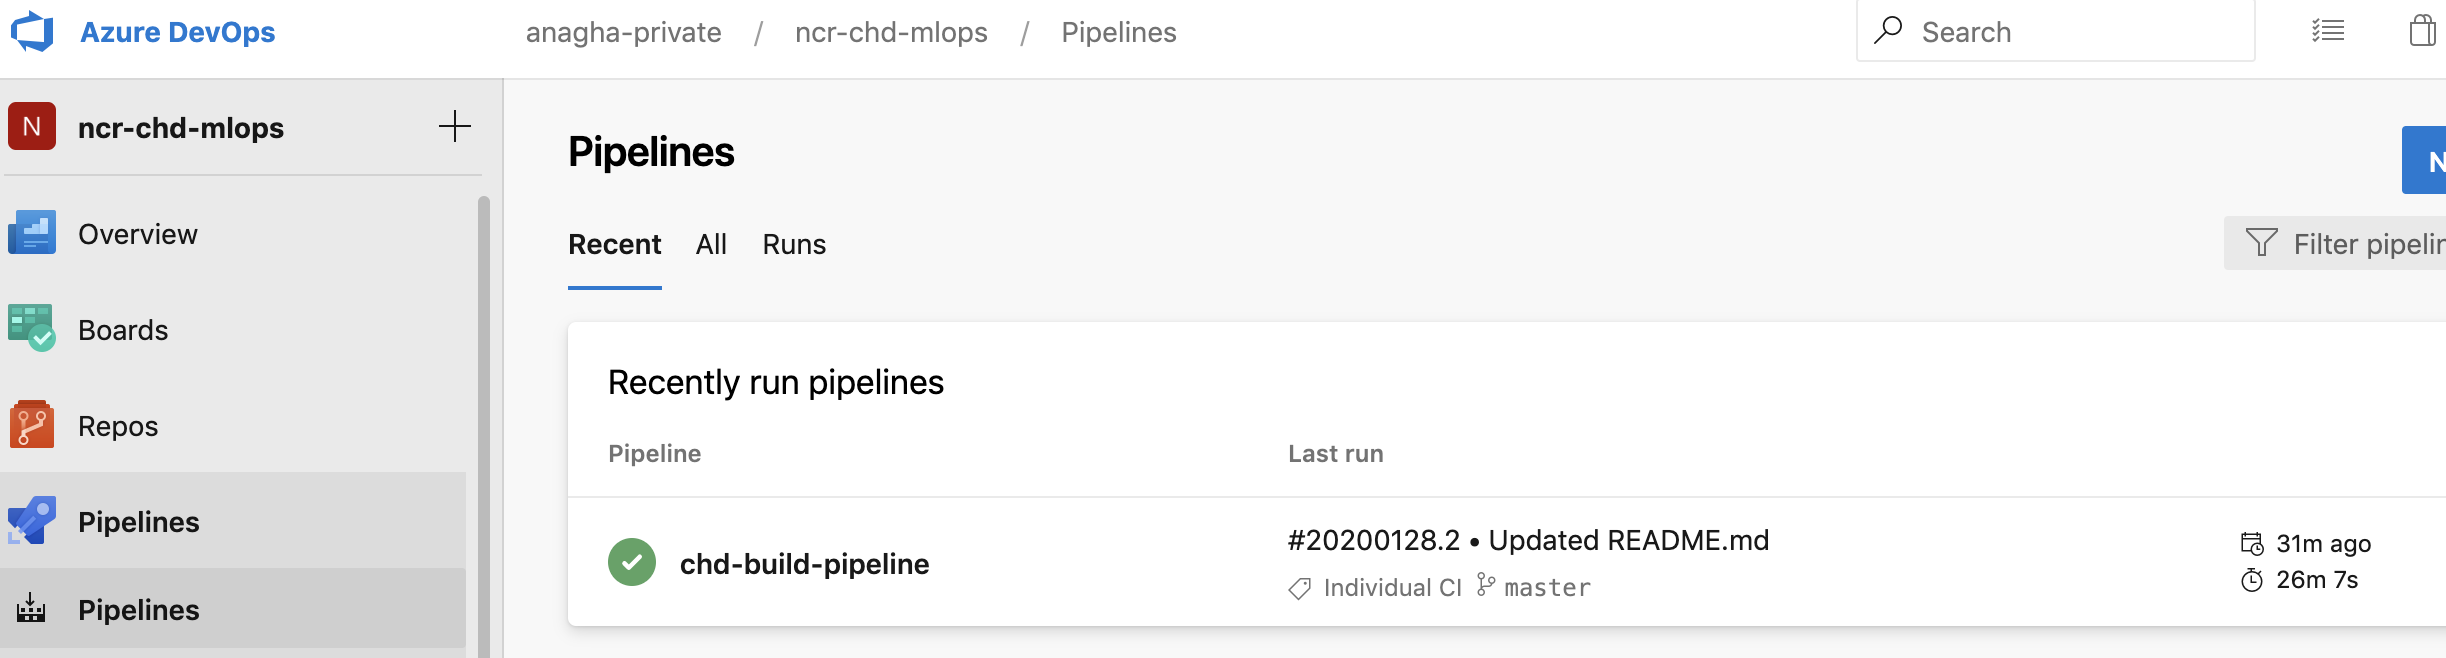 Azure DevOps
anagha-private / ncr-chd-mlops / Pipelines
Search
N ncr-chd-mlops
Overview
Boards
Repos
Pipelines
Pipelines
Pipelines
N
Recent All Runs
Filter pipelin
Recently run pipelines
Pipeline Last run
chd-build-pipeline
#20200128.2 • Updated README.md
Individual CI master
31m ago
26m 7s